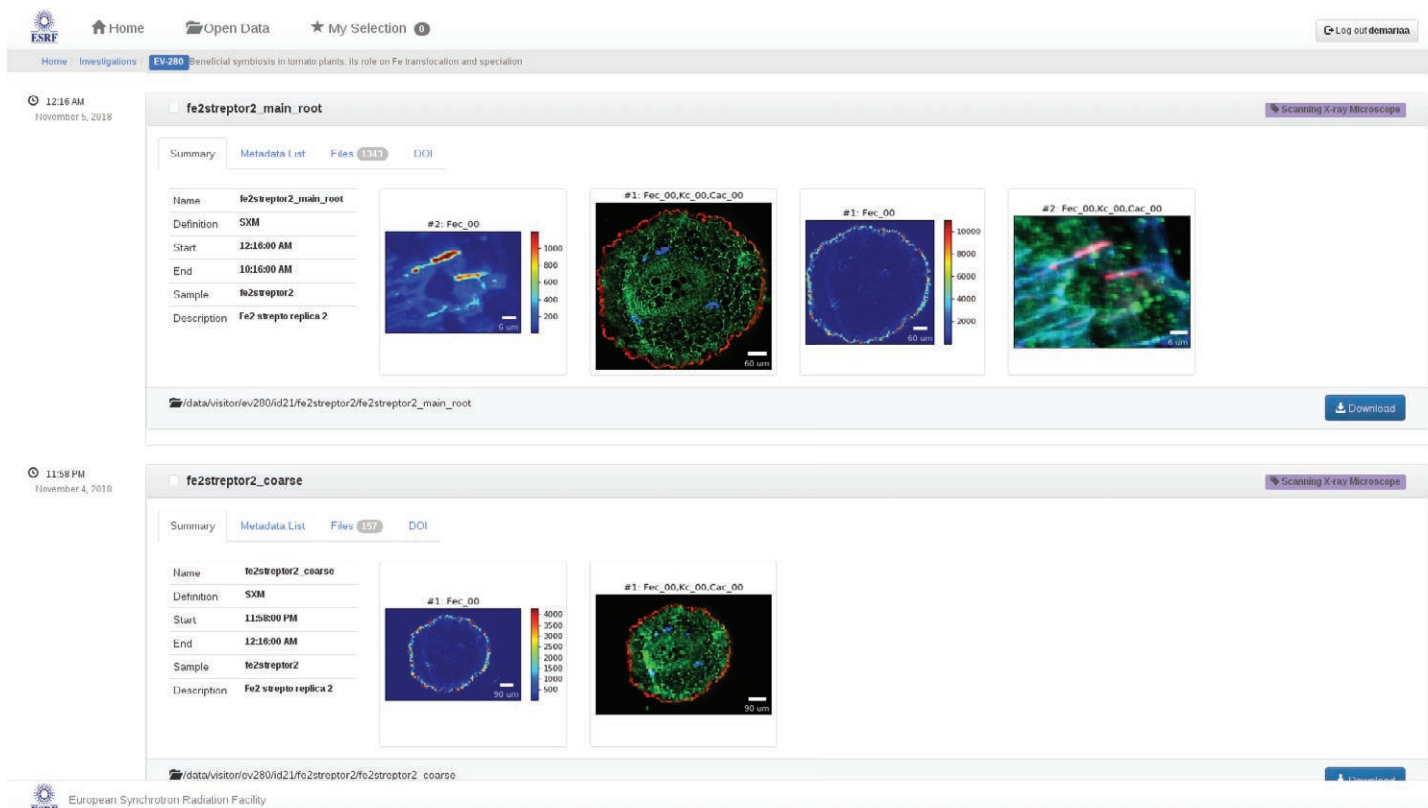 ESRF
Home
Open Data
My Selection 0
Log out demariaa
Home / Investigations / EV-280 Beneficial symbiosis in tomato plants: its role on Fe translocation and speciation
12:16 AM
November 5, 2018
fe2streptor2_main_root
Scanning X-ray Microscope
Summary Metadata List Files 1343 DOI
Name fe2streptor2_main_root
Definition SXM
Start 12:16:00 AM
End 10:16:00 AM
Sample fe2streptor2
Description Fe2 strepto replica 2
#2: Fec_00
1000
800
600
400
200
6 um
#1: Fec_00,Kc_00,Cac_00
60 um
#1: Fec_00
10000
8000
6000
4000
2000
60 um
#2: Fec_00,Kc_00,Cac_00
6 um
/data/visitor/ev280/id21/fe2streptor2/fe2streptor2_main_root
Download
11:58 PM
November 4, 2018
fe2streptor2_coarse
Scanning X-ray Microscope
Summary Metadata List Files 157 DOI
Name fe2streptor2_coarse
Definition SXM
Start 11:58:00 PM
End 12:16:00 AM
Sample fe2streptor2
Description Fe2 strepto replica 2
#1: Fec_00
4000
3500
3000
2500
2000
1500
1000
500
90 um
#1: Fec_00,Kc_00,Cac_00
90 um
/data/visitor/ev280/id21/fe2streptor2/fe2streptor2_coarse
Download
ESRF
European Synchrotron Radiation Facility